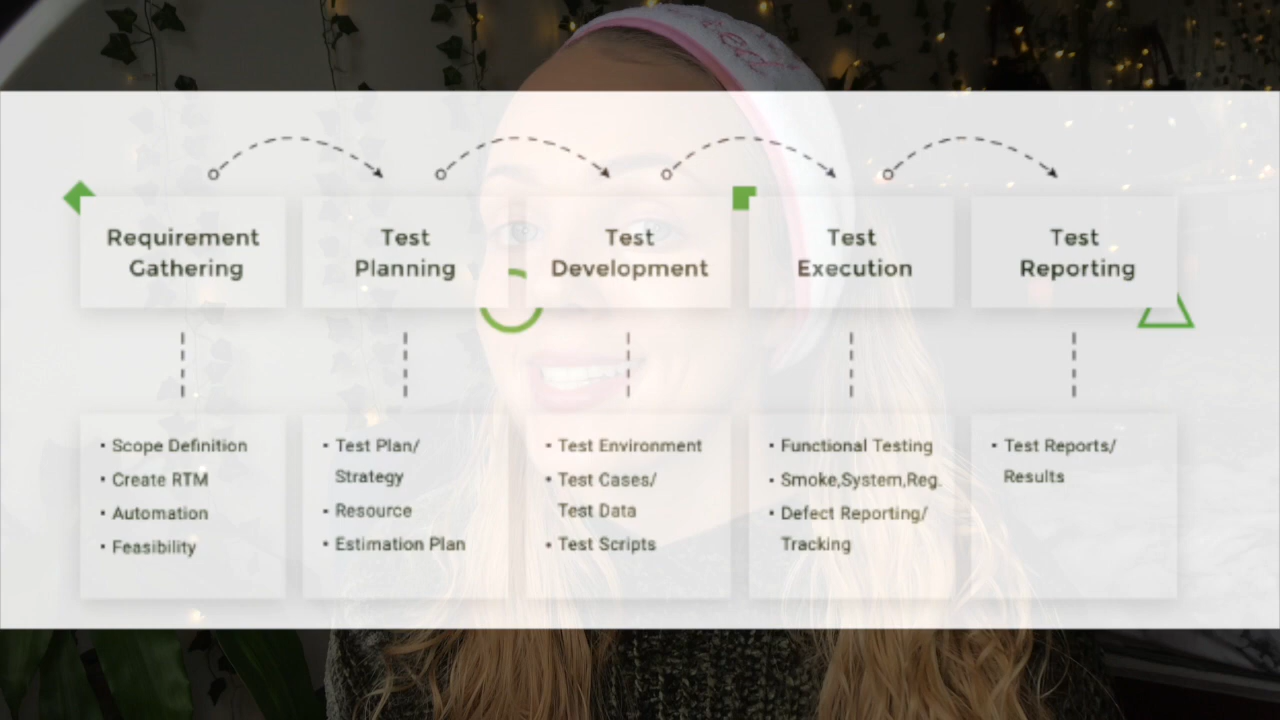 Requirement
Gathering
Test
Planning
Test
Development
Test
Execution
Test
Reporting
• Scope Definition
• Create RTM
• Automation
• Feasibility
• Test Plan/
Strategy
• Resource
• Estimation Plan
• Test Environment
• Test Cases/
Test Data
• Test Scripts
• Functional Testing
• Smoke,System,Reg.
• Defect Reporting/
Tracking
• Test Reports/
Results